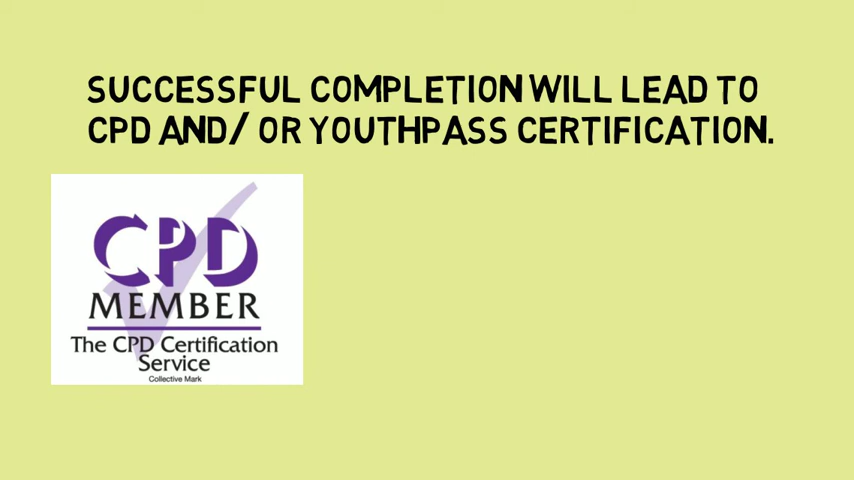 SUCCESSFUL COMPLETION WILL LEAD TO
CPD AND/ OR YOUTHPASS CERTIFICATION.
CPD
MEMBER
The CPD Certification
Service
Collective Mark